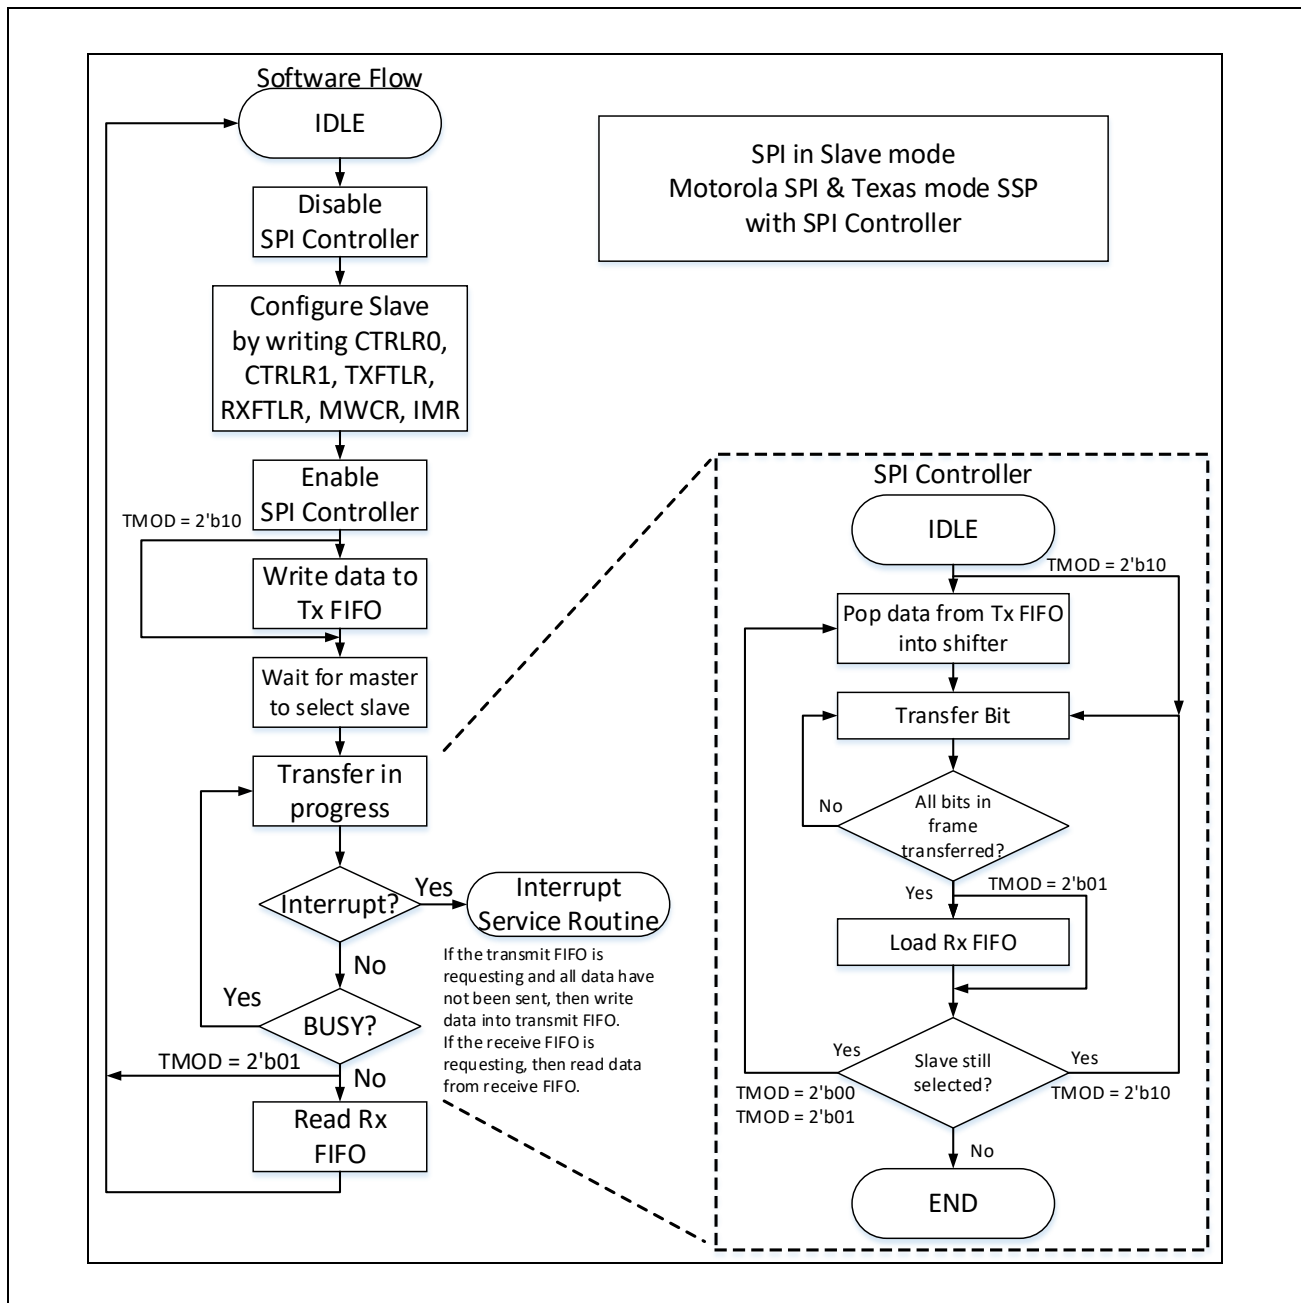 Software Flow
IDLE
SPI in Slave mode
Motorola SPI & Texas mode SSP
with SPI Controller
Disable
SPI Controller
Configure Slave
by writing CTRLR0,
CTRLR1, TXFTLR,
RXFTLR, MWCR, IMR
Enable
SPI Controller
TMOD = 2'b10
Write data to
Tx FIFO
Wait for master
to select slave
Transfer in
progress
Interrupt?
Yes
Interrupt
Service Routine
If the transmit FIFO is
requesting and all data have
not been sent, then write
data into transmit FIFO.
If the receive FIFO is
requesting, then read data
from receive FIFO.
No
Yes
BUSY?
TMOD = 2'b01
No
Read Rx
FIFO
SPI Controller
IDLE
TMOD = 2'b10
Pop data from Tx FIFO
into shifter
Transfer Bit
No
All bits in
frame
transferred?
Yes
TMOD = 2'b01
Load Rx FIFO
Yes
Slave still
selected?
Yes
TMOD = 2'b00
TMOD = 2'b01
TMOD = 2'b10
No
END